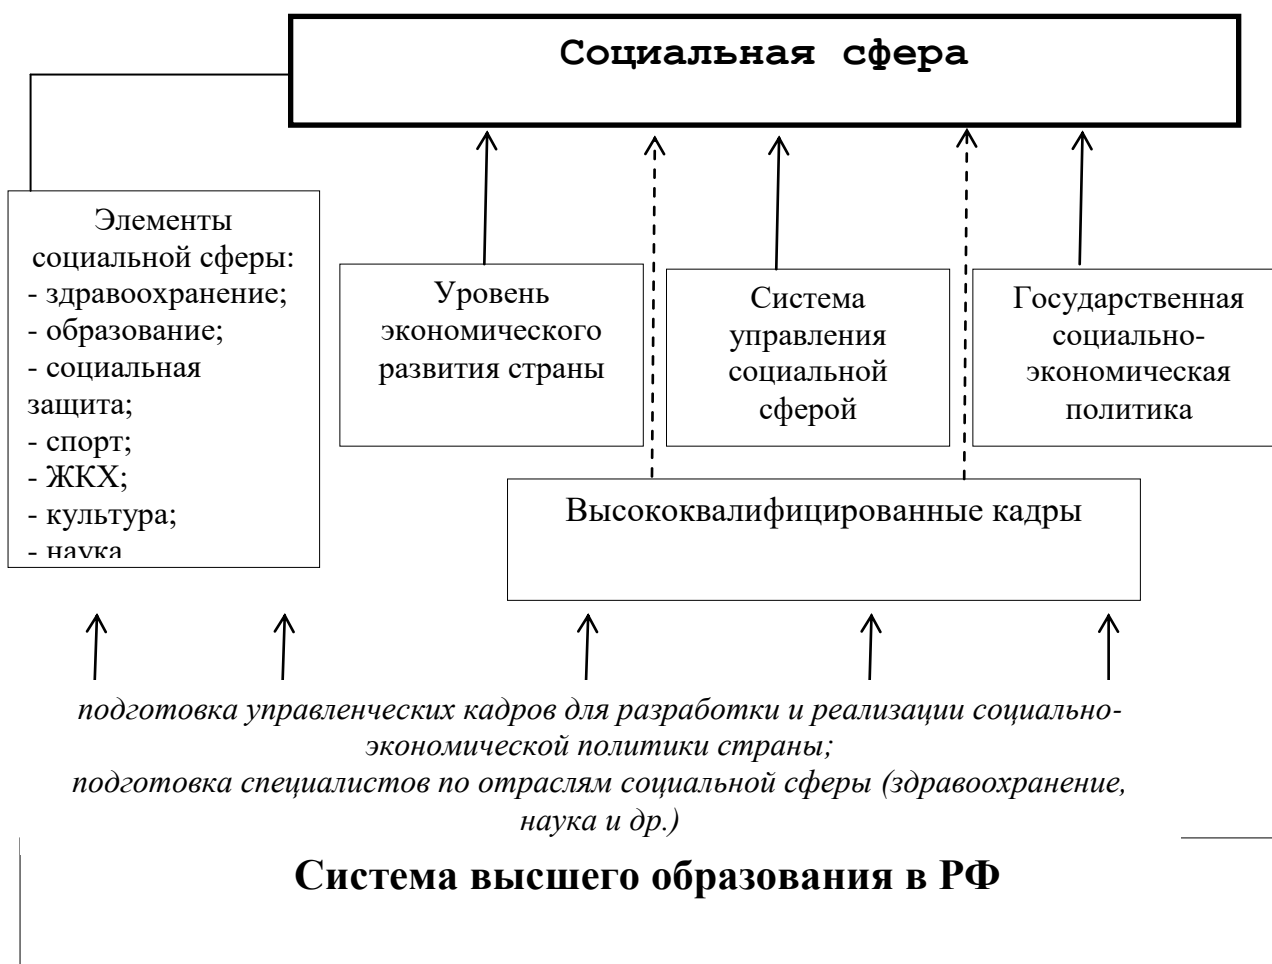 Социальная сфера
Элементы
социальной сферы:
- здравоохранение;
- образование;
- социальная
защита;
- спорт;
- ЖКХ;
- культура;
- наука
Уровень
экономического
развития страны
Система
управления
социальной
сферой
Государственная
социально-
экономическая
политика
Высококвалифицированные кадры
подготовка управленческих кадров для разработки и реализации социально-
экономической политики страны;
подготовка специалистов по отраслям социальной сферы (здравоохранение,
наука и др.)
Система высшего образования в РФ